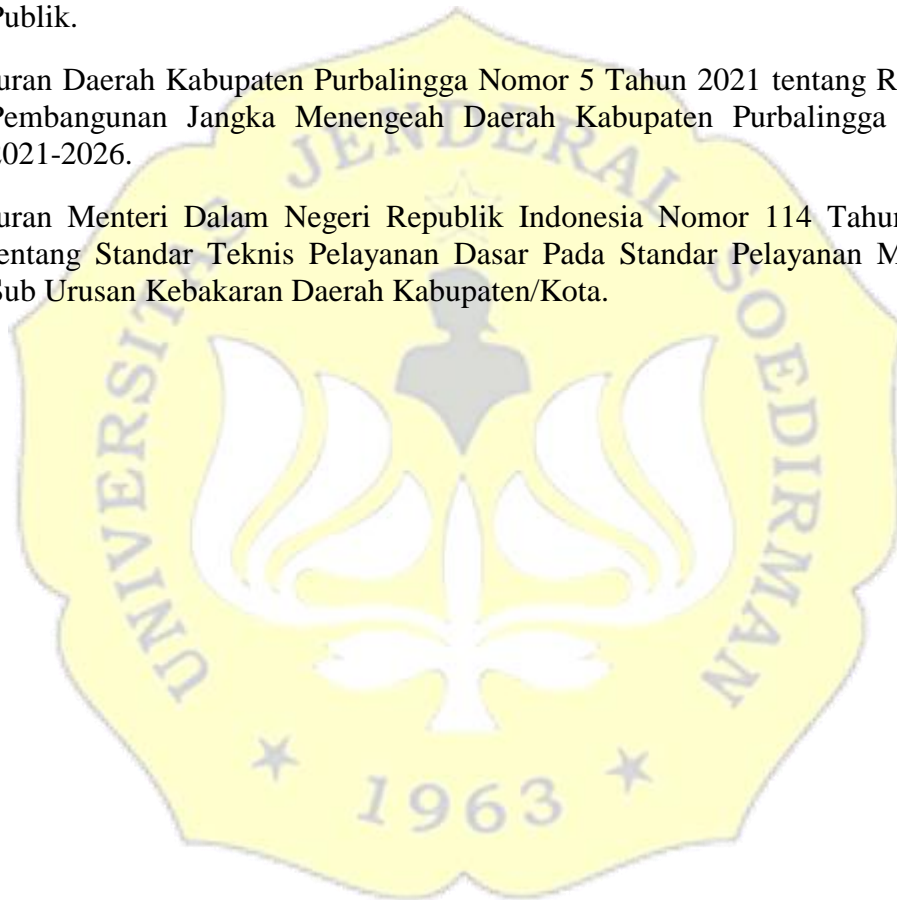 Publik.
uran Daerah Kabupaten Purbalingga Nomor 5 Tahun 2021 tentang R
Pembangunan Jangka Menengeah Daerah Kabupaten Purbalingga
2021-2026.
uran Menteri Dalam Negeri Republik Indonesia Nomor 114 Tahun
tentang Standar Teknis Pelayanan Dasar Pada Standar Pelayanan M
Sub Urusan Kebakaran Daerah Kabupaten/Kota.
UNIVERSITAS JENDERAL SOEDIRMAN
1963